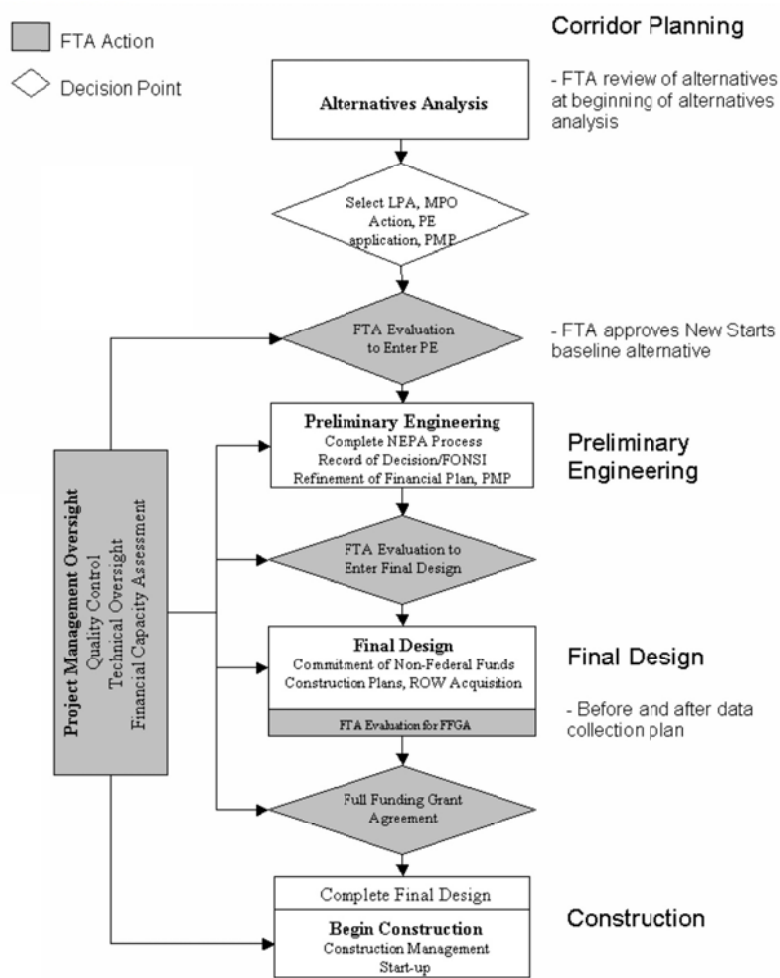 FTA Action
Decision Point
Corridor Planning
- FTA review of alternatives
at beginning of alternatives
analysis
Alternatives Analysis
Select LPA, MPO
Action, PE
application, PMP
FTA Evaluation
to Enter PE
- FTA approves New Starts
baseline alternative
Preliminary Engineering
Complete NEPA Process
Record of Decision/FONSI
Refinement of Financial Plan, PMP
Preliminary
Engineering
Project Management Oversight
Quality Control
Technical Oversight
Financial Capacity Assessment
FTA Evaluation to
Enter Final Design
Final Design
Commitment of Non-Federal Funds
Construction Plans, ROW Acquisition
FTA Evaluation for FFGA
Final Design
- Before and after data
collection plan
Full Funding Grant
Agreement
Complete Final Design
Begin Construction
Construction Management
Start-up
Construction